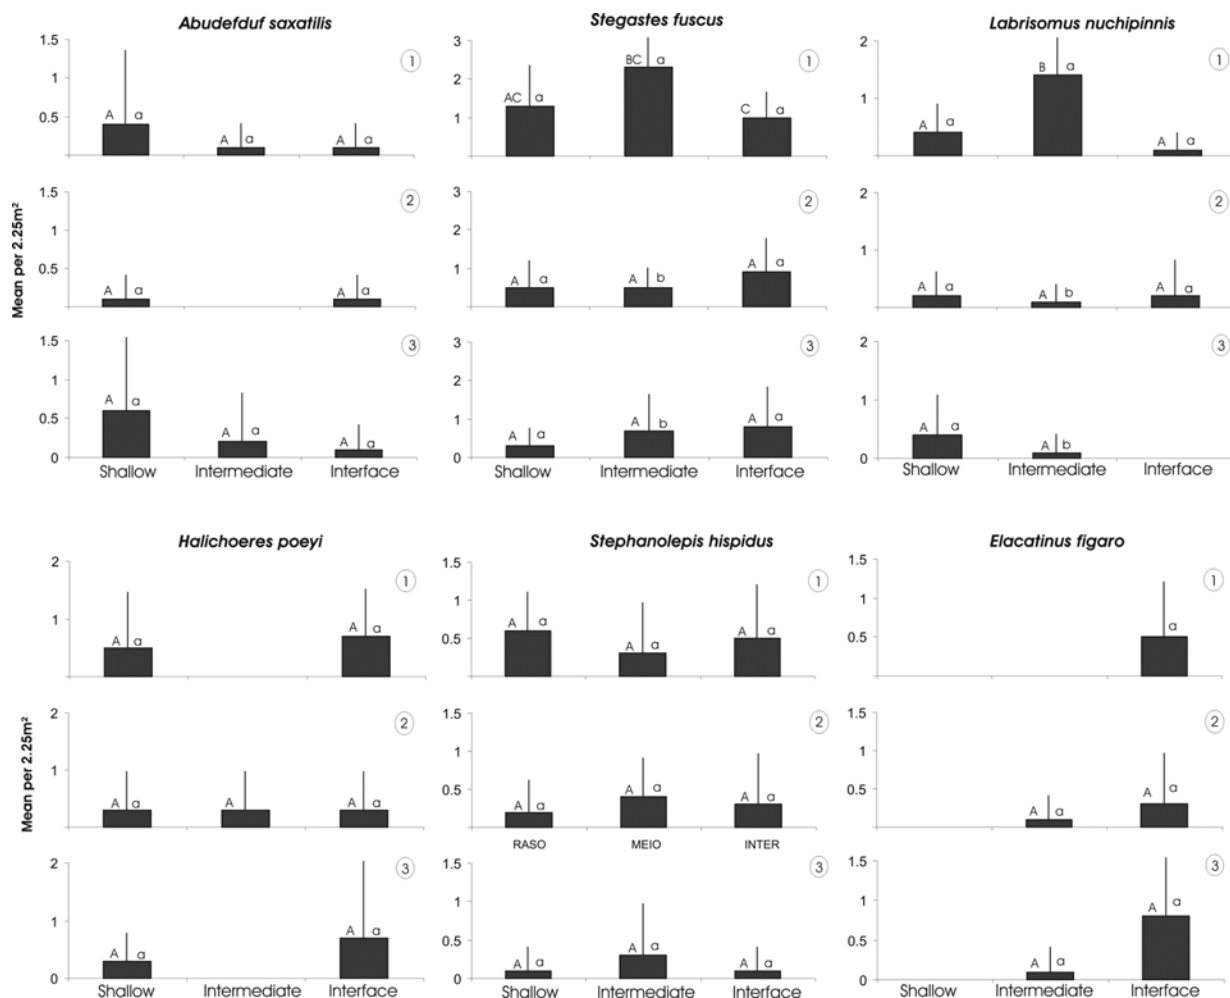 Abudefduf saxatilis
Stegastes fuscus
Labrisomus nuchipinnis
1.5 1 0.5 0 A a A a A a 1
3 2 1 AC a BC a C a 1
2 1 A a B a A a 1
Mean per 2.25m²
1.5 1 0.5 0 A a A a 2
3 2 1 0 A a A b A a 2
2 1 0 A a A b A a 2
1.5 1 0.5 0 A a A a A a 3
3 2 1 0 A a A b A a 3
2 1 0 A a A b 3
Shallow Intermediate Interface
Shallow Intermediate Interface
Shallow Intermediate Interface
Halichoeres poeyi
Stephanolepis hispidus
Elacatinus figaro
2 1 A a A a 1
1.5 1 0.5 A a A a A a 1
1.5 1 0.5 a 1
Mean per 2.25m²
2 1 A a A A a 2
1.5 1 0.5 0 A a A a A a 2
1.5 1 0.5 0 A a A a 2
RASO MEIO INTER
2 1 0 A a A a 3
1.5 1 0.5 0 A a A a A a 3
1.5 1 0.5 0 A a A a 3
Shallow Intermediate Interface
Shallow Intermediate Interface
Shallow Intermediate Interface